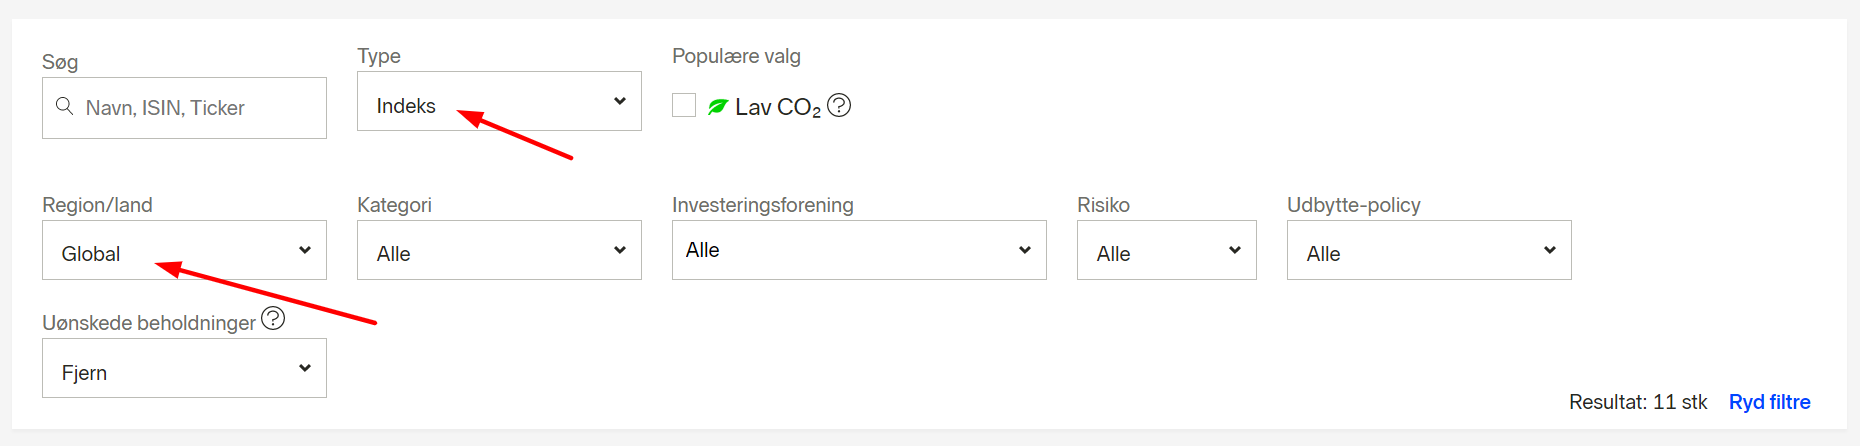 Søg
Navn, ISIN, Ticker
Type
Indeks
Populære valg
Lav CO₂ ?
Region/land
Global
Kategori
Alle
Investeringsforening
Alle
Risiko
Alle
Udbytte-policy
Alle
Uønskede beholdninger ?
Fjern
Resultat: 11 stk Ryd filtre